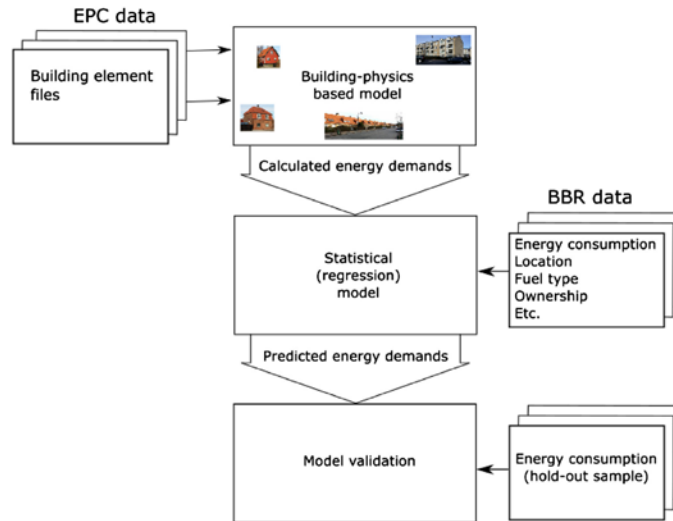 EPC data
Building element
files
Building-physics
based model
Calculated energy demands
BBR data
Energy consumption
Location
Fuel type
Ownership
Etc.
Statistical
(regression)
model
Predicted energy demands
Model validation
Energy consumption
(hold-out sample)